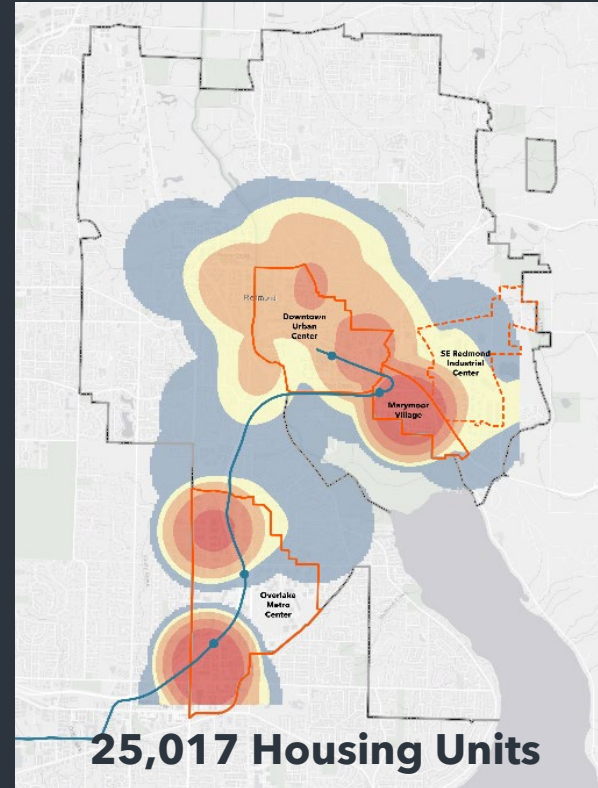 Redmond
Downtown
Urban
Center
SE Redmond
Industrial
Center
Marymoor
Village
Overlake
Metro
Center
25,017 Housing Units